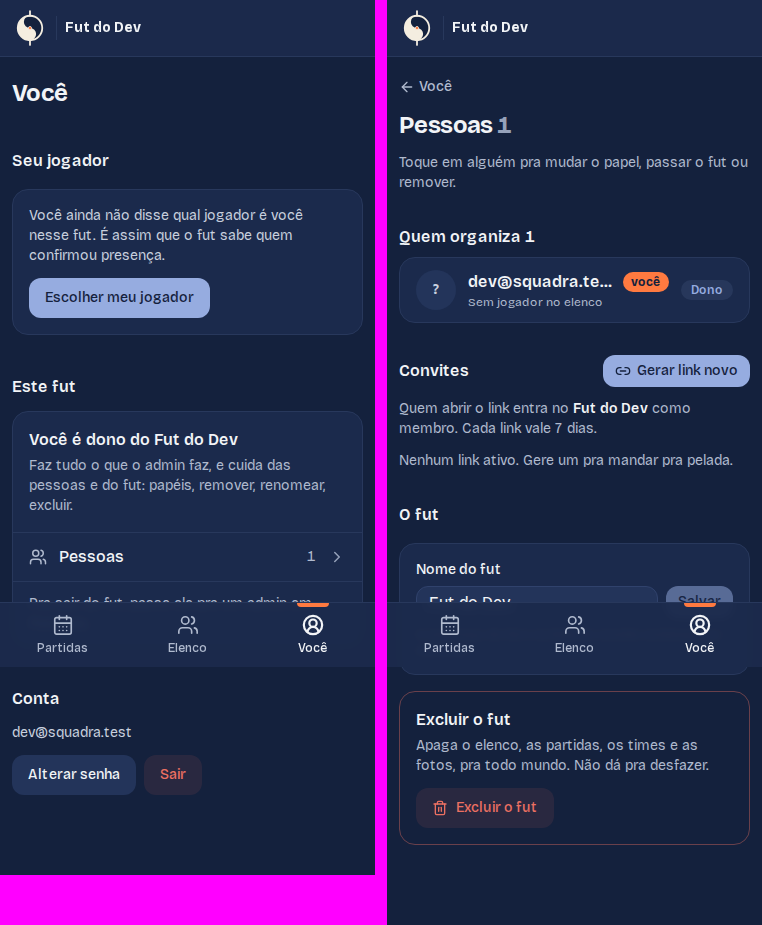 Fut do Dev
Você
Seu jogador
Você ainda não disse qual jogador é você
nesse fut. É assim que o fut sabe quem
confirmou presença.
Escolher meu jogador
Este fut
Você é dono do Fut do Dev
Faz tudo o que o admin faz, e cuida das
pessoas e do fut: papéis, remover, renomear,
excluir.
Pessoas 1
Partidas
Elenco
Você
Conta
dev@squadra.test
Alterar senha
Sair
Fut do Dev
Você
Pessoas 1
Toque em alguém pra mudar o papel, passar o fut ou
remover.
Quem organiza 1
?
dev@squadra.te...
você
Dono
Sem jogador no elenco
Convites
Gerar link novo
Quem abrir o link entra no Fut do Dev como
membro. Cada link vale 7 dias.
Nenhum link ativo. Gere um pra mandar pra pelada.
O fut
Nome do fut
Fut do Dev
Salvar
Partidas
Elenco
Você
Excluir o fut
Apaga o elenco, as partidas, os times e as
fotos, pra todo mundo. Não dá pra desfazer.
Excluir o fut